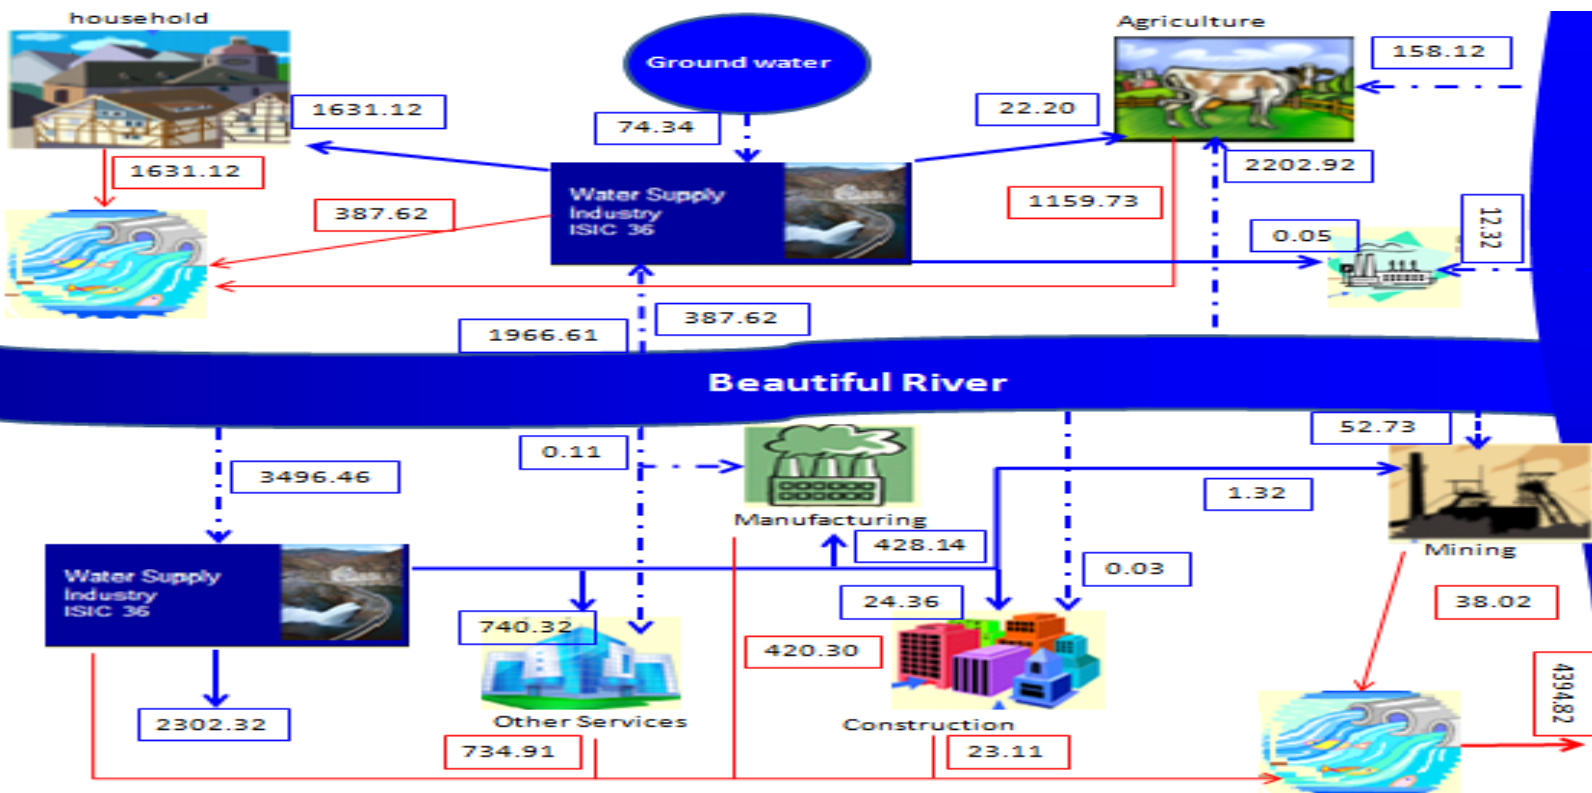 household
Agriculture
Ground water
158.12
1631.12
22.20
74.34
2202.92
1631.12
Water Supply
Industry
ISIC 36
1159.73
387.62
12.32
0.05
1966.61
387.62
Beautiful River
52.73
0.11
3496.46
1.32
Manufacturing
428.14
Mining
Water Supply
Industry
ISIC 36
0.03
24.36
38.02
740.32
420.30
4394.82
2302.32
Other Services
Construction
734.91
23.11